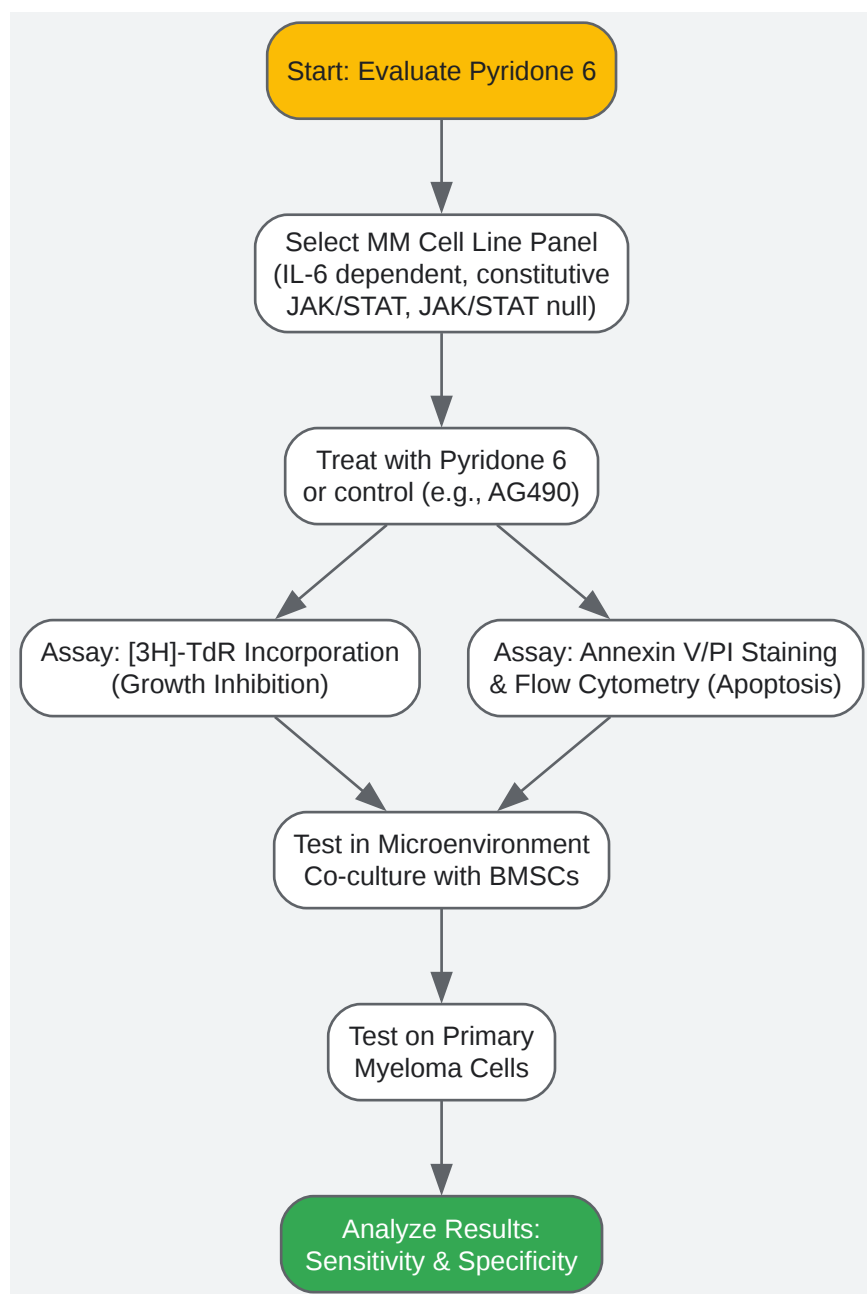 Start: Evaluate Pyridone 6
Select MM Cell Line Panel
(IL-6 dependent, constitutive
JAK/STAT, JAK/STAT null)
Treat with Pyridone 6
or control (e.g., AG490)
Assay: [3H]-TdR Incorporation
(Growth Inhibition)
Assay: Annexin V/PI Staining
& Flow Cytometry (Apoptosis)
Test in Microenvironment
Co-culture with BMSCs
Test on Primary
Myeloma Cells
Analyze Results:
Sensitivity & Specificity